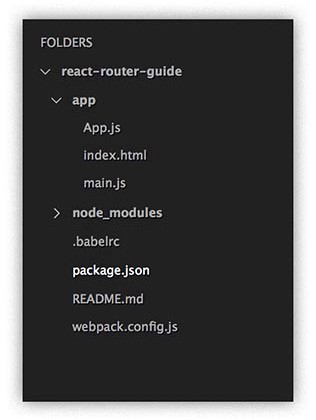 FOLDERS
react-router-guide
app
App.js
index.html
main.js
node_modules
.babelrc
package.json
README.md
webpack.config.js